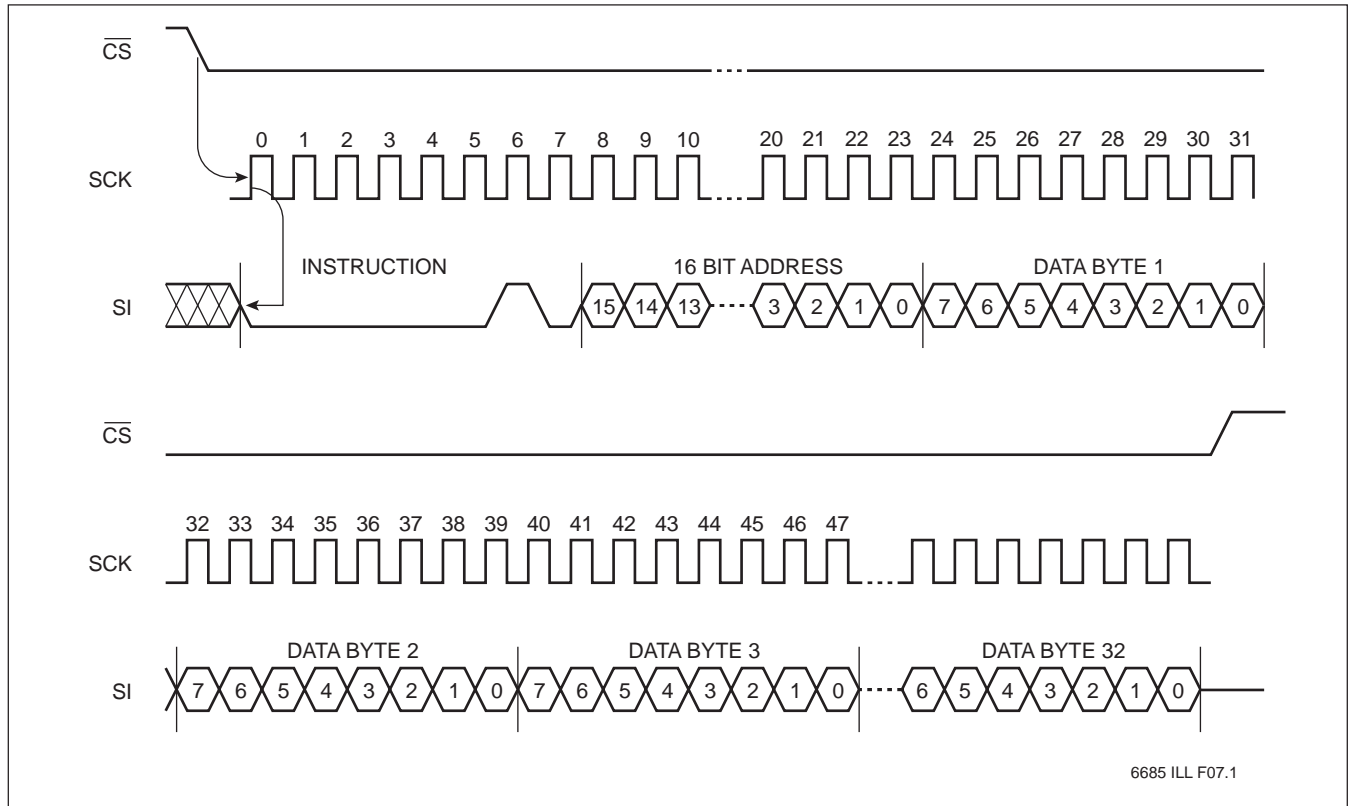 CS
0 1 2 3 4 5 6 7 8 9 10 20 21 22 23 24 25 26 27 28 29 30 31
SCK
INSTRUCTION 16 BIT ADDRESS DATA BYTE 1
SI 15 14 13 3 2 1 0 7 6 5 4 3 2 1 0
CS
32 33 34 35 36 37 38 39 40 41 42 43 44 45 46 47
SCK
DATA BYTE 2 DATA BYTE 3 DATA BYTE 32
SI 7 6 5 4 3 2 1 0 7 6 5 4 3 2 1 0 6 5 4 3 2 1 0
6685 ILL F07.1